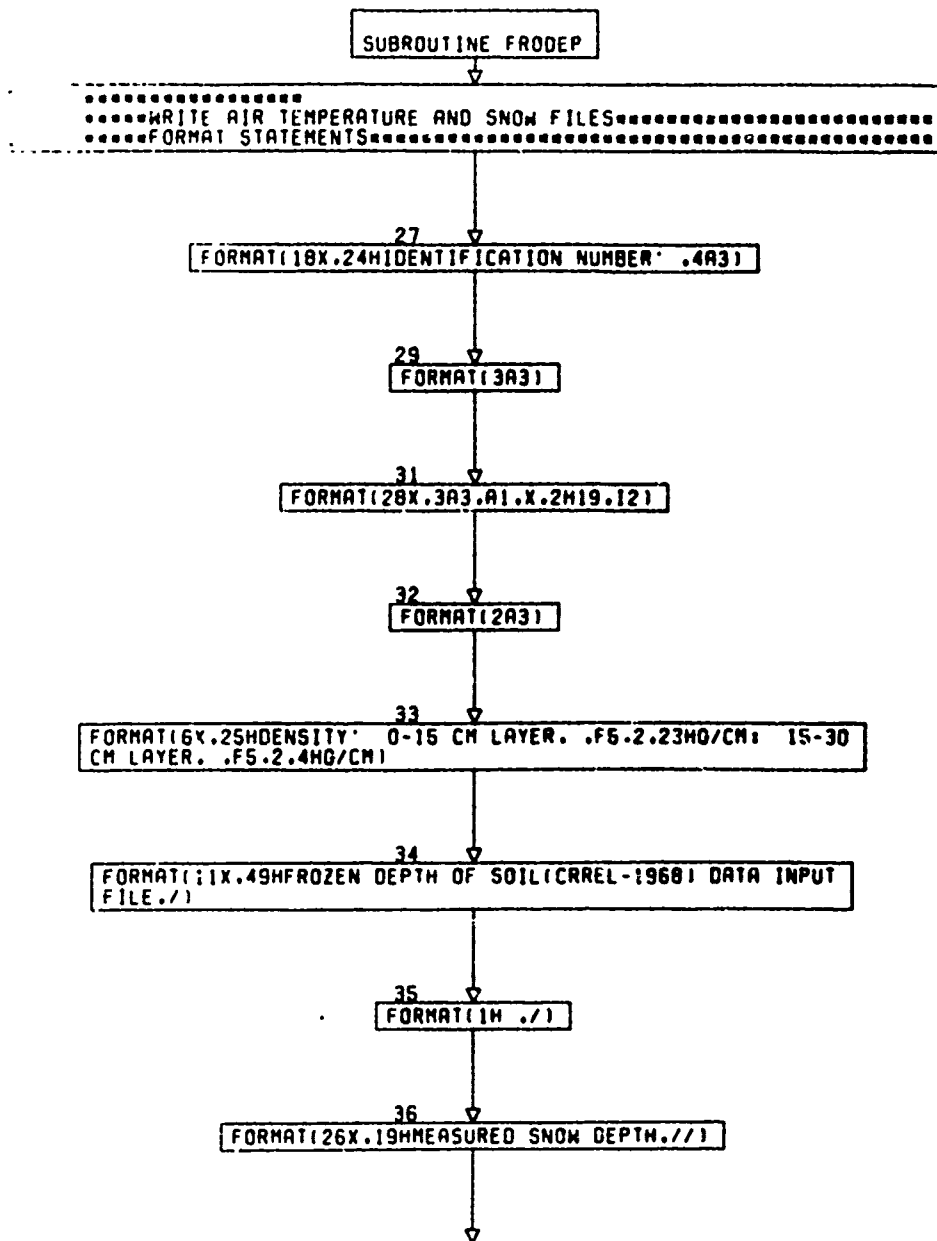 SUBROUTINE FRODEP
****************
*****WRITE AIR TEMPERATURE AND SNOW FILES************************
*****FORMAT STATEMENTS*******************************************
27
FORMAT(18X.24HIDENTIFICATION NUMBER' .4A3)
29
FORMAT(3A3)
31
FORMAT(28X.3A3.A1.X.2H19.I2)
32
FORMAT(2A3)
33
FORMAT(6X.25HDENSITY' 0-15 CM LAYER. .F5.2.23HG/CM: 15-30
CM LAYER. .F5.2.4HG/CM)
34
FORMAT(11X.49HFROZEN DEPTH OF SOIL(CRREL-1968) DATA INPUT
FILE./)
35
FORMAT(1H ./)
36
FORMAT(26X.19HMEASURED SNOW DEPTH.//)